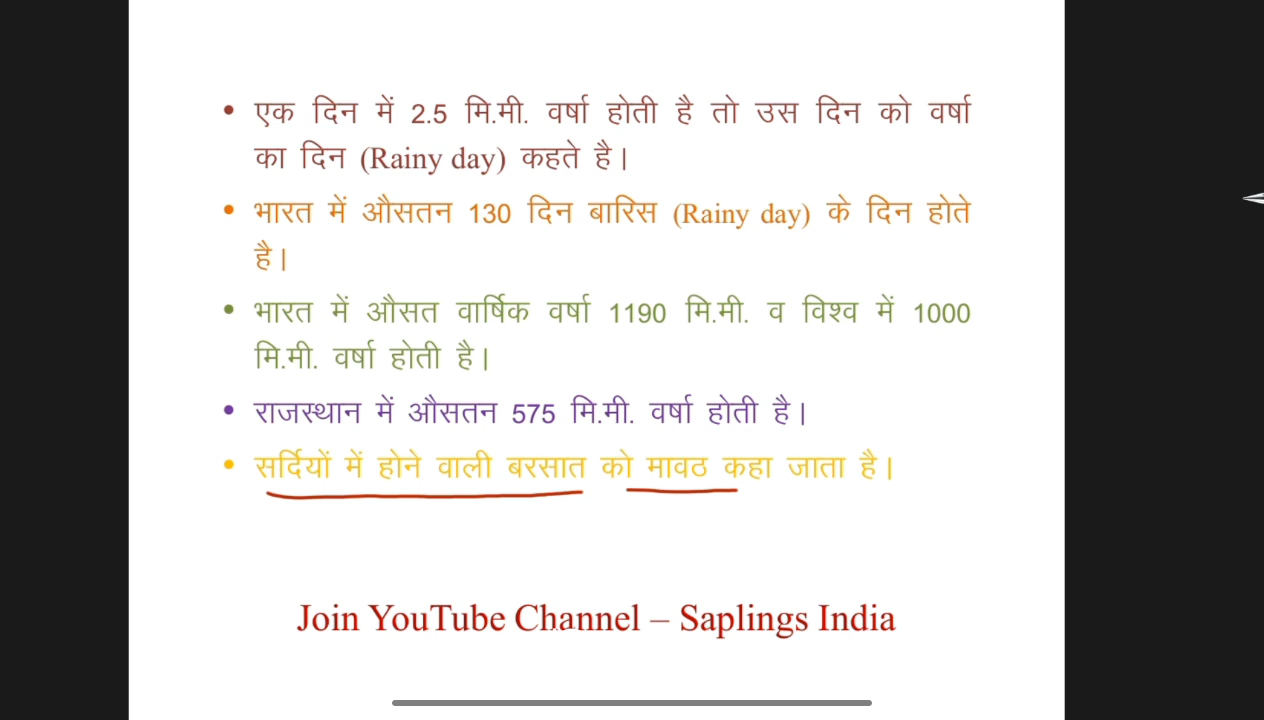 • एक दिन में 2.5 मि.मी. वर्षा होती है तो उस दिन को वर्षा
का दिन (Rainy day) कहते है।
• भारत में औसतन 130 दिन बारिस (Rainy day) के दिन होते
है।
• भारत में औसत वार्षिक वर्षा 1190 मि.मी. व विश्व में 1000
मि.मी. वर्षा होती है।
• राजस्थान में औसतन 575 मि.मी. वर्षा होती है।
• सर्दियों में होने वाली बरसात को मावठ कहा जाता है।
Join YouTube Channel – Saplings India